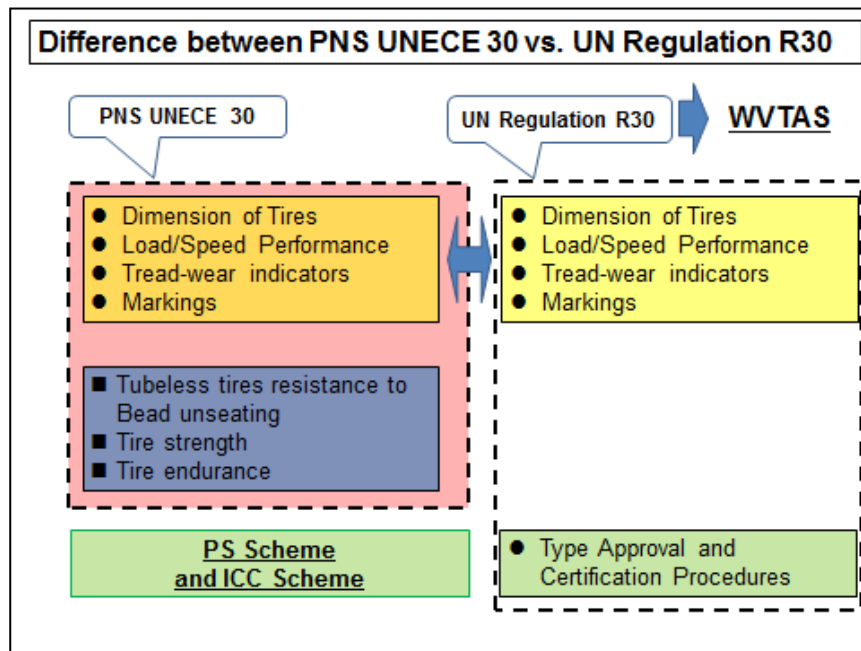 Difference between PNS UNECE 30 vs. UN Regulation R30
PNS UNECE 30
UN Regulation R30
WVTAS
● Dimension of Tires
● Load/Speed Performance
● Tread-wear indicators
● Markings
● Dimension of Tires
● Load/Speed Performance
● Tread-wear indicators
● Markings
■ Tubeless tires resistance to
Bead unseating
■ Tire strength
■ Tire endurance
PS Scheme
and ICC Scheme
● Type Approval and
Certification Procedures